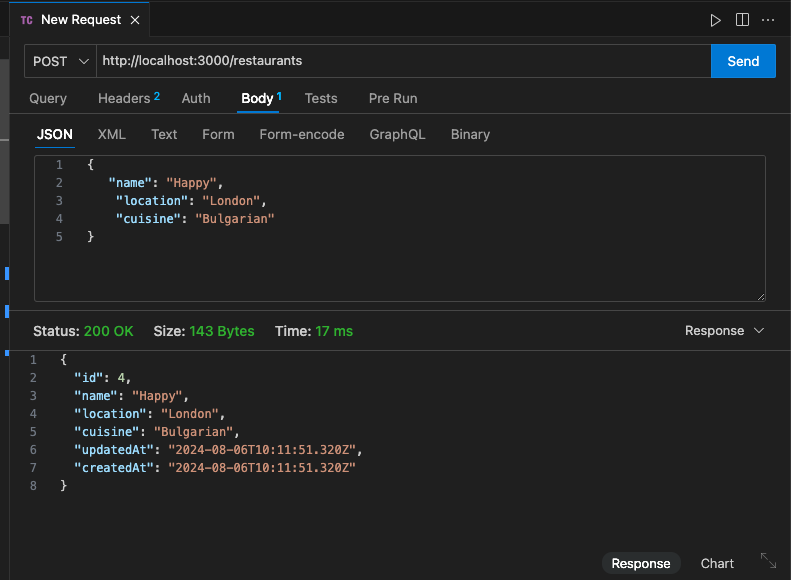 TC New Request
POST http://localhost:3000/restaurants Send
Query Headers 2 Auth Body 1 Tests Pre Run
JSON XML Text Form Form-encode GraphQL Binary
1 {
2 "name": "Happy",
3 "location": "London",
4 "cuisine": "Bulgarian"
5 }
Status: 200 OK Size: 143 Bytes Time: 17 ms Response
1 {
2 "id": 4,
3 "name": "Happy",
4 "location": "London",
5 "cuisine": "Bulgarian",
6 "updatedAt": "2024-08-06T10:11:51.320Z",
7 "createdAt": "2024-08-06T10:11:51.320Z"
8 }
Response Chart